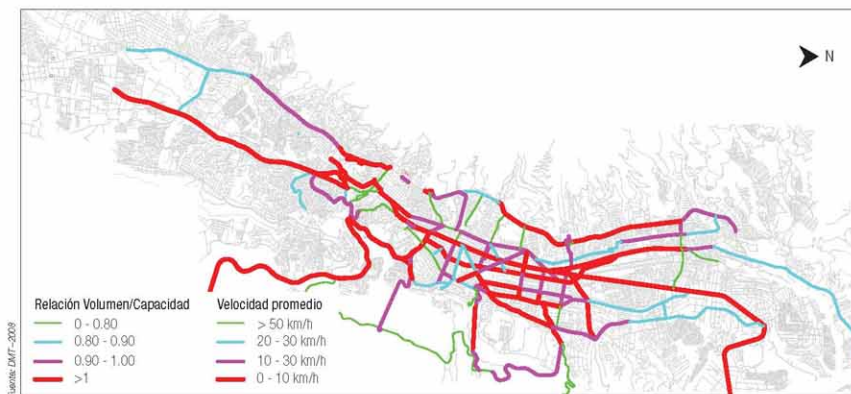 N
Relación Volumen/Capacidad
0 - 0.80
0.80 - 0.90
0.90 - 1.00
>1
Velocidad promedio
> 50 km/h
20 - 30 km/h
10 - 30 km/h
0 - 10 km/h
Fuente: DMT-2008